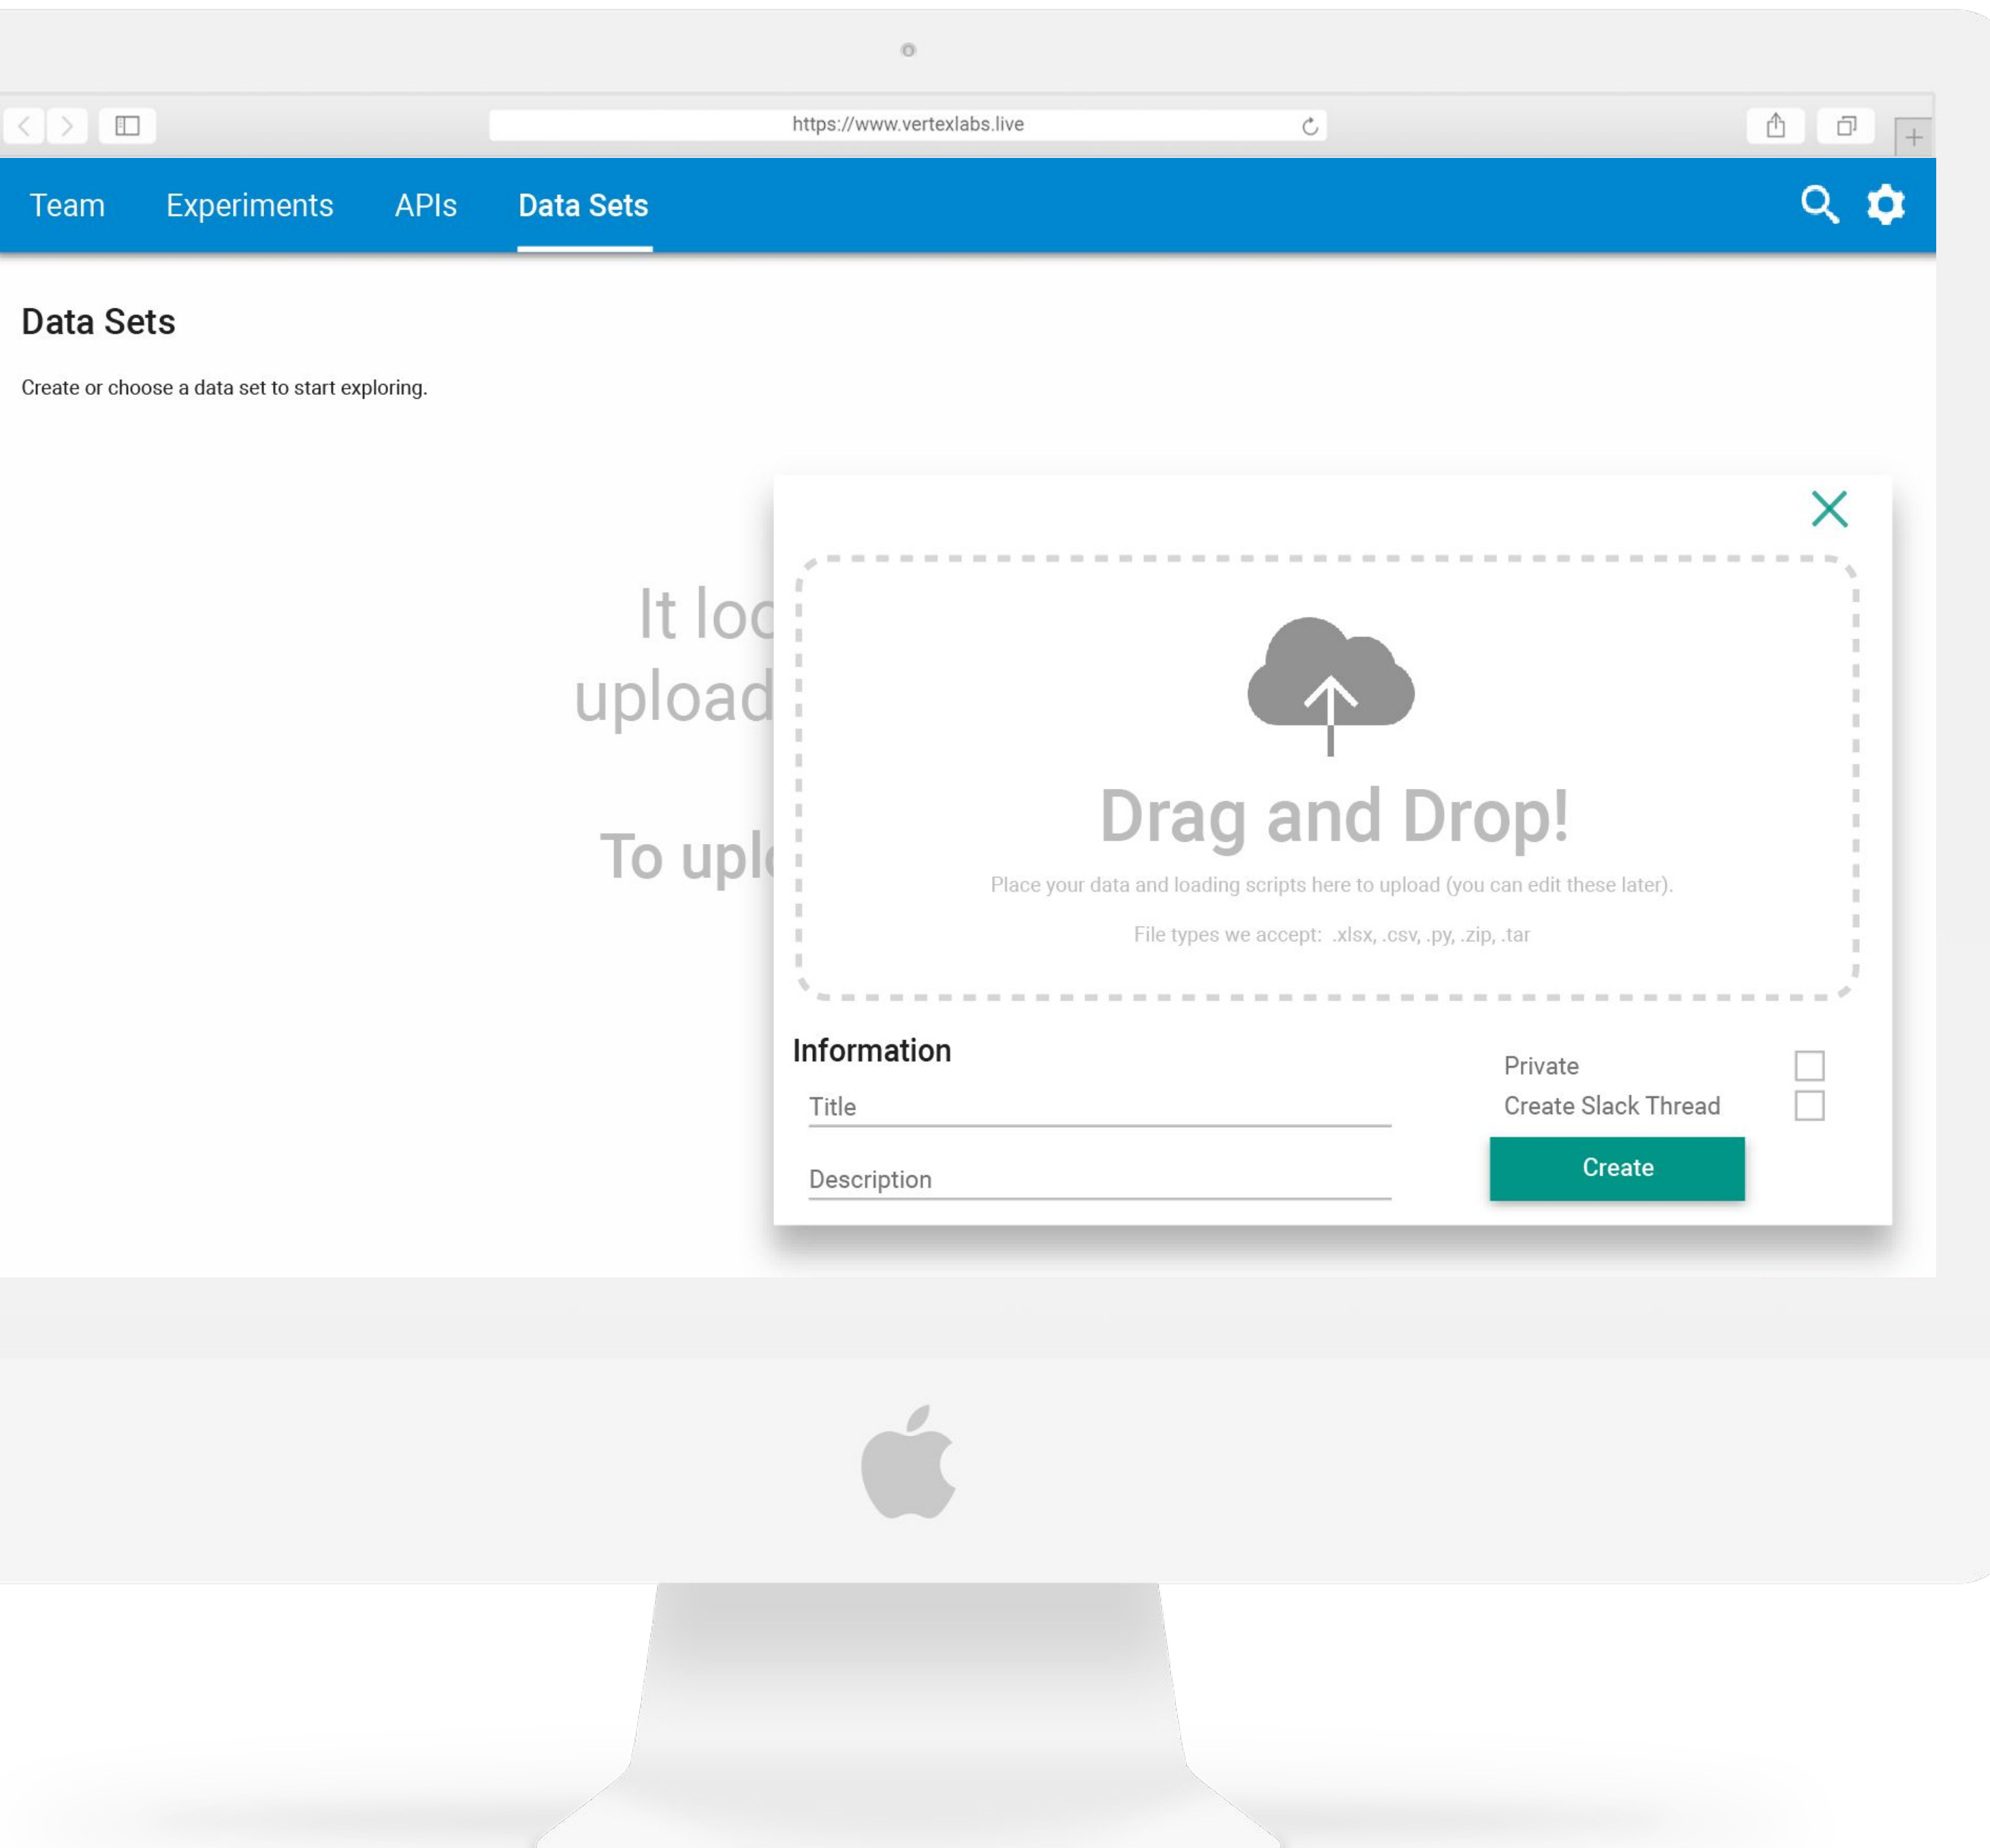 https://www.vertexlabs.live
Team Experiments APIs Data Sets
Data Sets
Create or choose a data set to start exploring.
It
upload
To
Drag and Drop!
Place your data and loading scripts here to upload (you can edit these later).
File types we accept: .xlsx, .csv, .py, .zip, .tar
Information
Title
Description
Private
Create Slack Thread
Create